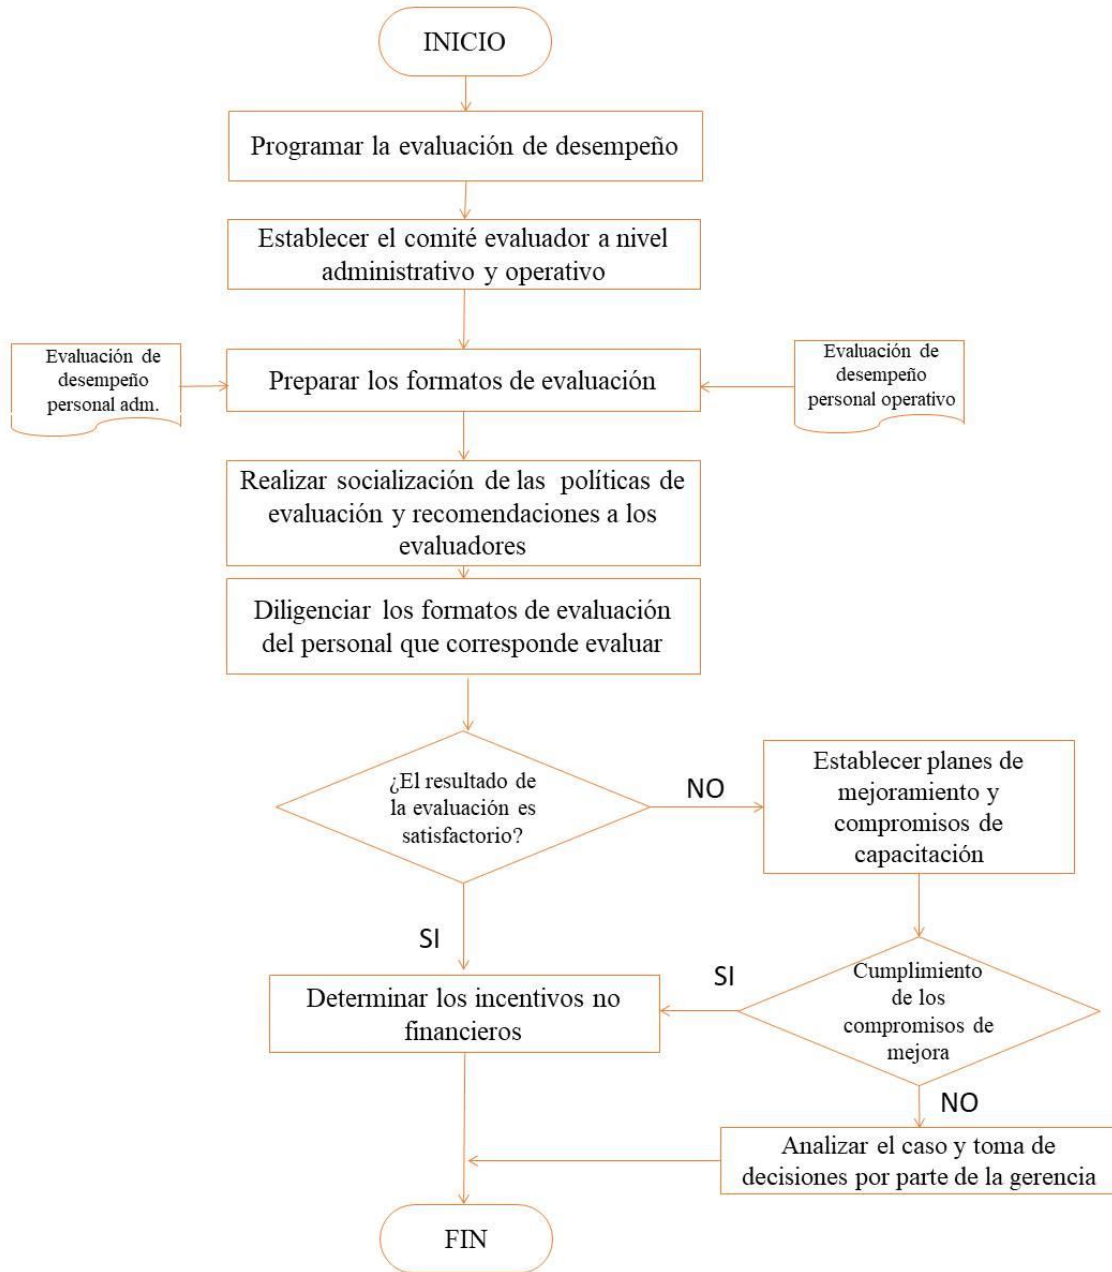 INICIO
Programar la evaluación de desempeño
Establecer el comité evaluador a nivel
administrativo y operativo
Evaluación de
desempeño
personal adm.
Preparar los formatos de evaluación
Evaluación de
desempeño
personal operativo
Realizar socialización de las políticas de
evaluación y recomendaciones a los
evaluadores
Diligenciar los formatos de evaluación
del personal que corresponde evaluar
¿El resultado de
la evaluación es
satisfactorio?
NO
Establecer planes de
mejoramiento y
compromisos de
capacitación
SI
Determinar los incentivos no
financieros
SI
Cumplimiento
de los
compromisos de
mejora
NO
Analizar el caso y toma de
decisiones por parte de la gerencia
FIN